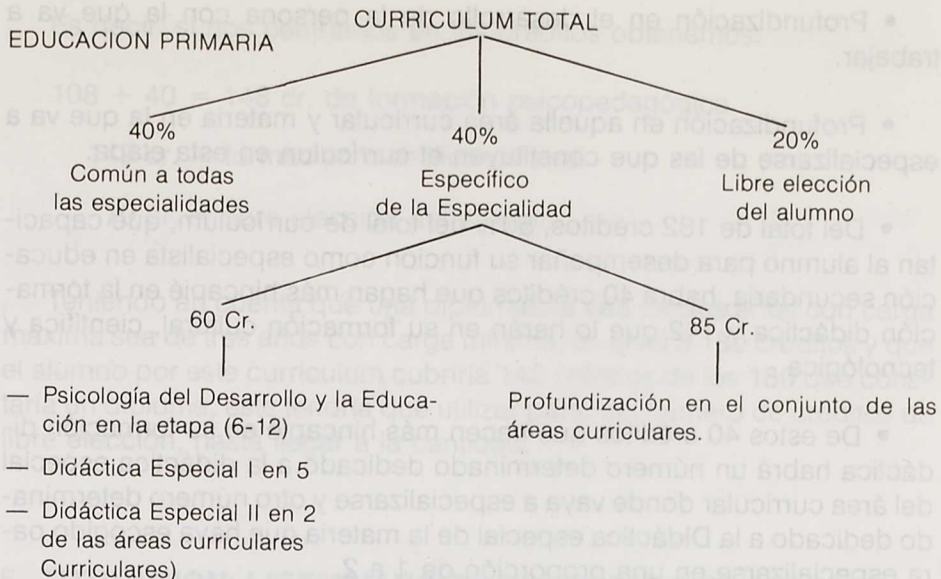 CURRICULUM TOTAL
EDUCACION PRIMARIA
40%
Común a todas
las especialidades
40%
Específico
de la Especialidad
20%
Libre elección
del alumno
60 Cr.
— Psicología del Desarrollo y la Educa-
ción en la etapa (6-12)
— Didáctica Especial I en 5
— Didáctica Especial II en 2
de las áreas curriculares
Curriculares)
85 Cr.
Profundización en el conjunto de las
áreas curriculares.